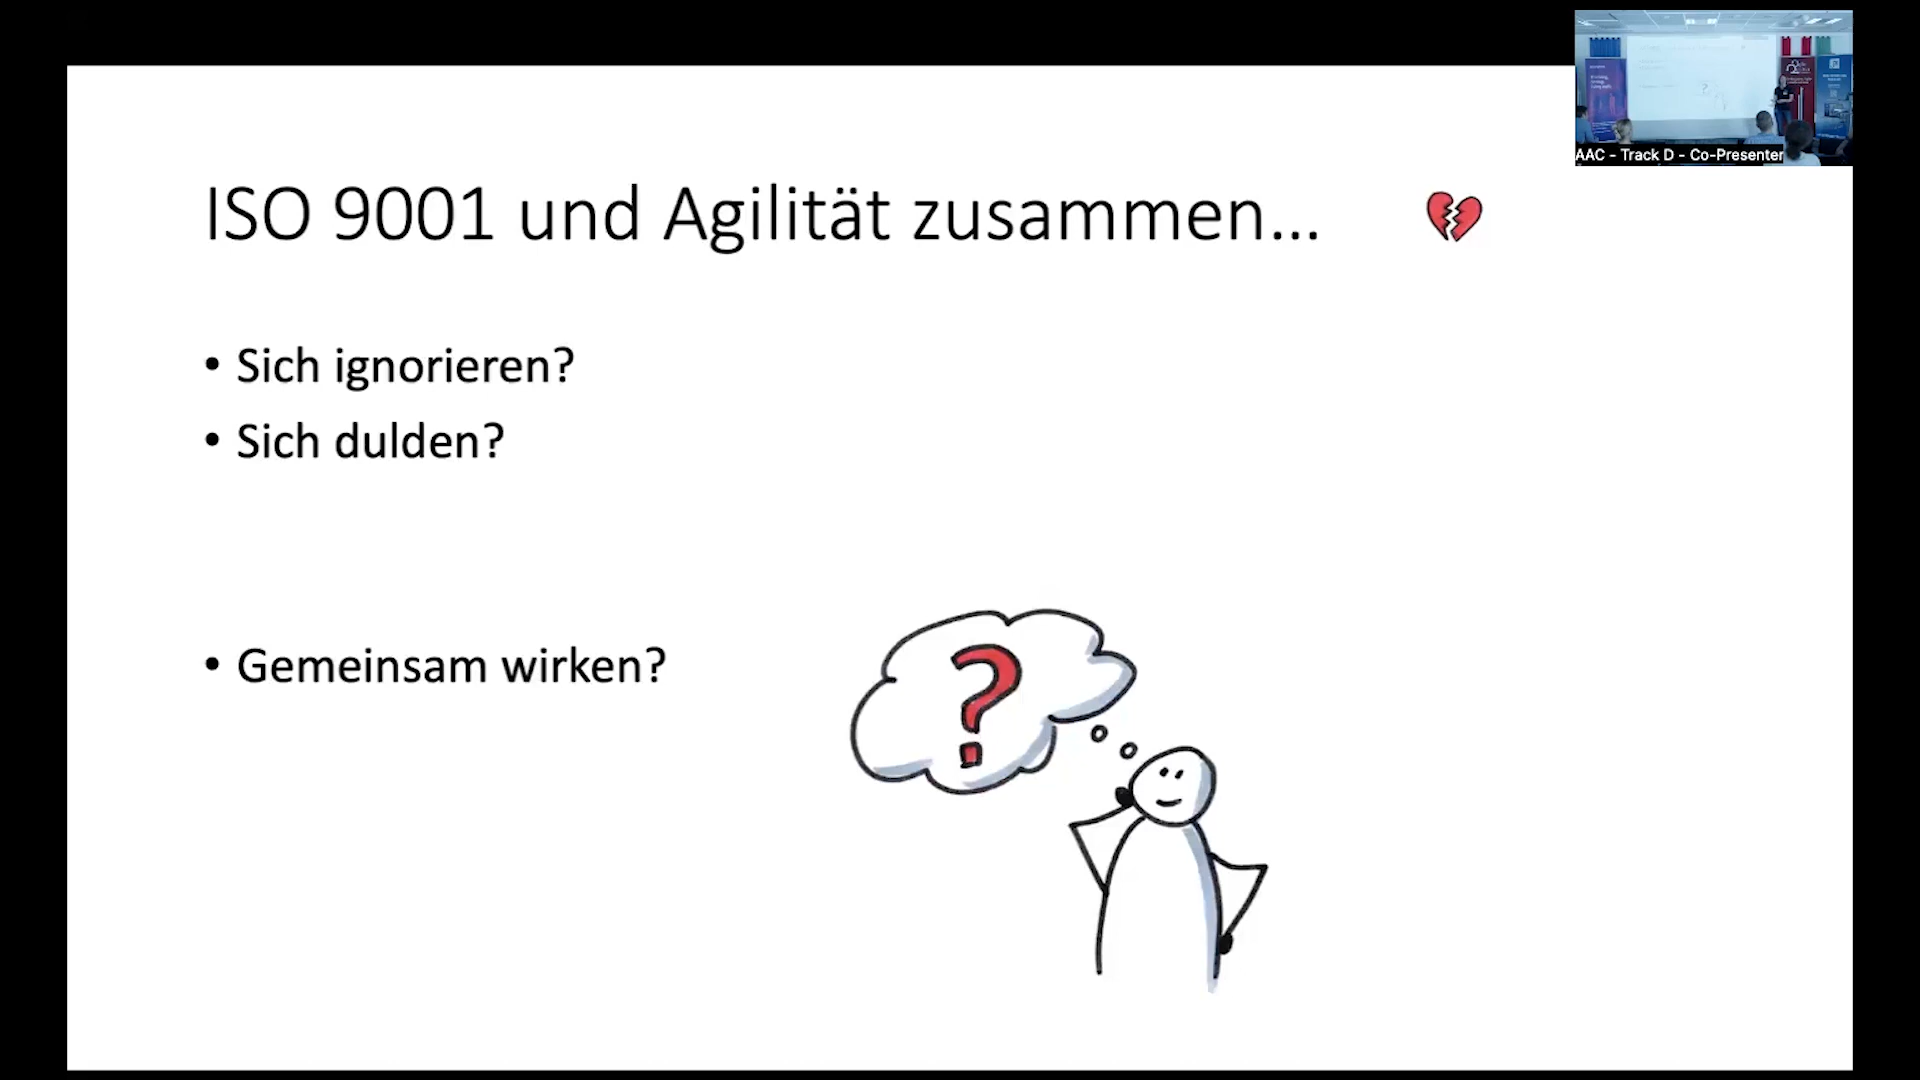 AAC - Track D - Co-Presenter
ISO 9001 und Agilität zusammen...
• Sich ignorieren?
• Sich dulden?
• Gemeinsam wirken?
?